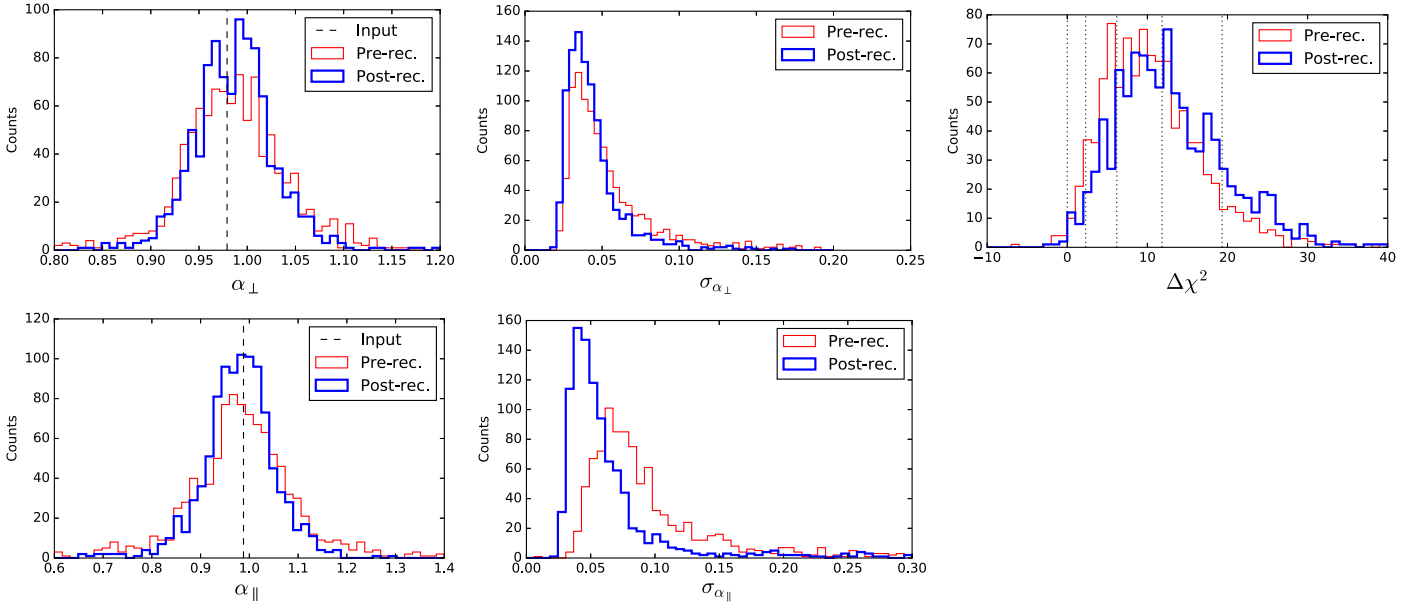 100
80
60
40
20
0
Counts
0.80 0.85 0.90 0.95 1.00 1.05 1.10 1.15 1.20
α⊥
Input
Pre-rec.
Post-rec.
160
140
120
100
80
60
40
20
0
Counts
0.00 0.05 0.10 0.15 0.20 0.25
σα⊥
Pre-rec.
Post-rec.
80
70
60
50
40
30
20
10
0
Counts
−10 0 10 20 30 40
Δχ²
Pre-rec.
Post-rec.
120
100
80
60
40
20
0
Counts
0.6 0.7 0.8 0.9 1.0 1.1 1.2 1.3 1.4
α∥
Input
Pre-rec.
Post-rec.
160
140
120
100
80
60
40
20
0
Counts
0.00 0.05 0.10 0.15 0.20 0.25 0.30
σα∥
Pre-rec.
Post-rec.